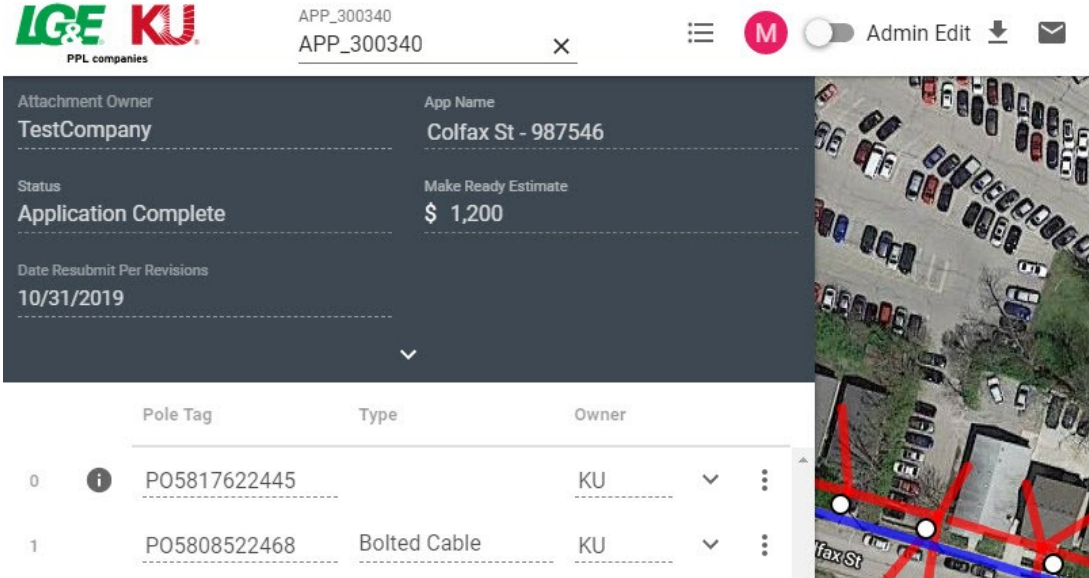 LG&E KU
PPL companies
APP_300340
APP_300340
M
Admin Edit
Attachment Owner
TestCompany
App Name
Colfax St - 987546
Status
Application Complete
Make Ready Estimate
$ 1,200
Date Resubmit Per Revisions
10/31/2019
Pole Tag Type Owner
0 i PO5817622445 KU
1 PO5808522468 Bolted Cable KU
lfax St